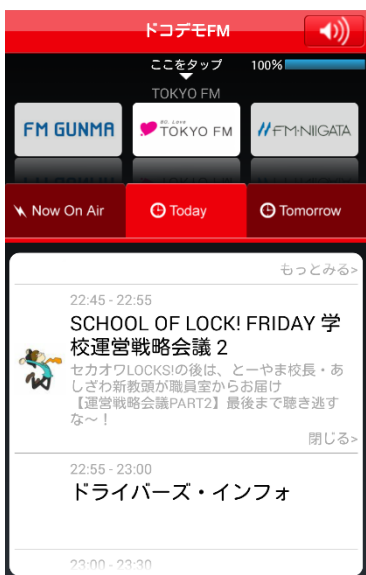 ドコデモFM
ここをタップ 100%
TOKYO FM
FM GUNMA
80. Love
TOKYO FM
FM-NIIGATA
Now On Air
Today
Tomorrow
もっとみる>
22:45 - 22:55
SCHOOL OF LOCK! FRIDAY 学
校運営戦略会議 2
セカオワLOCKS!の後は、とーやま校長・あ
しざわ新教頭が職員室からお届け
【運営戦略会議PART2】最後まで聴き逃す
な〜！
閉じる>
22:55 - 23:00
ドライバーズ・インフォ
23:00 - 23:30